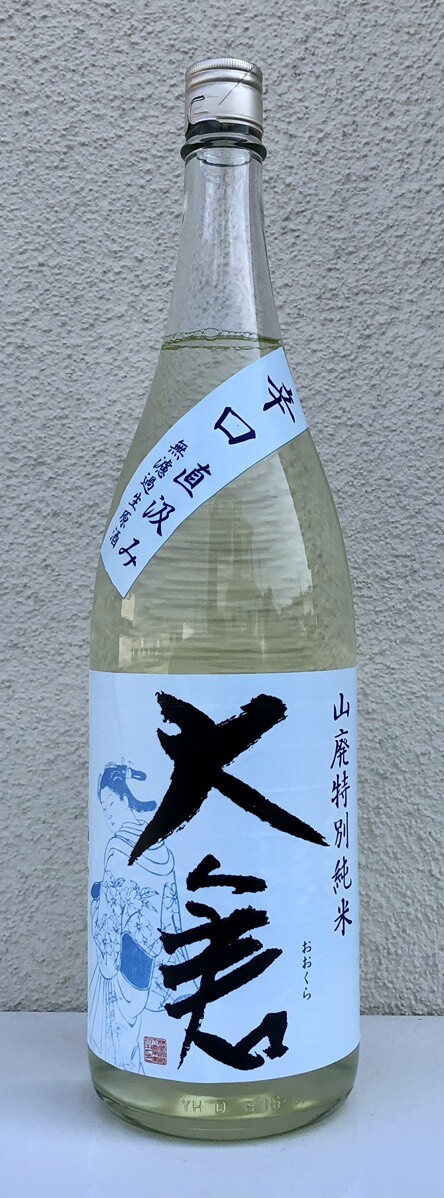 辛口
直汲み
無濾過生原酒
山廃特別純米
大倉
おおくら